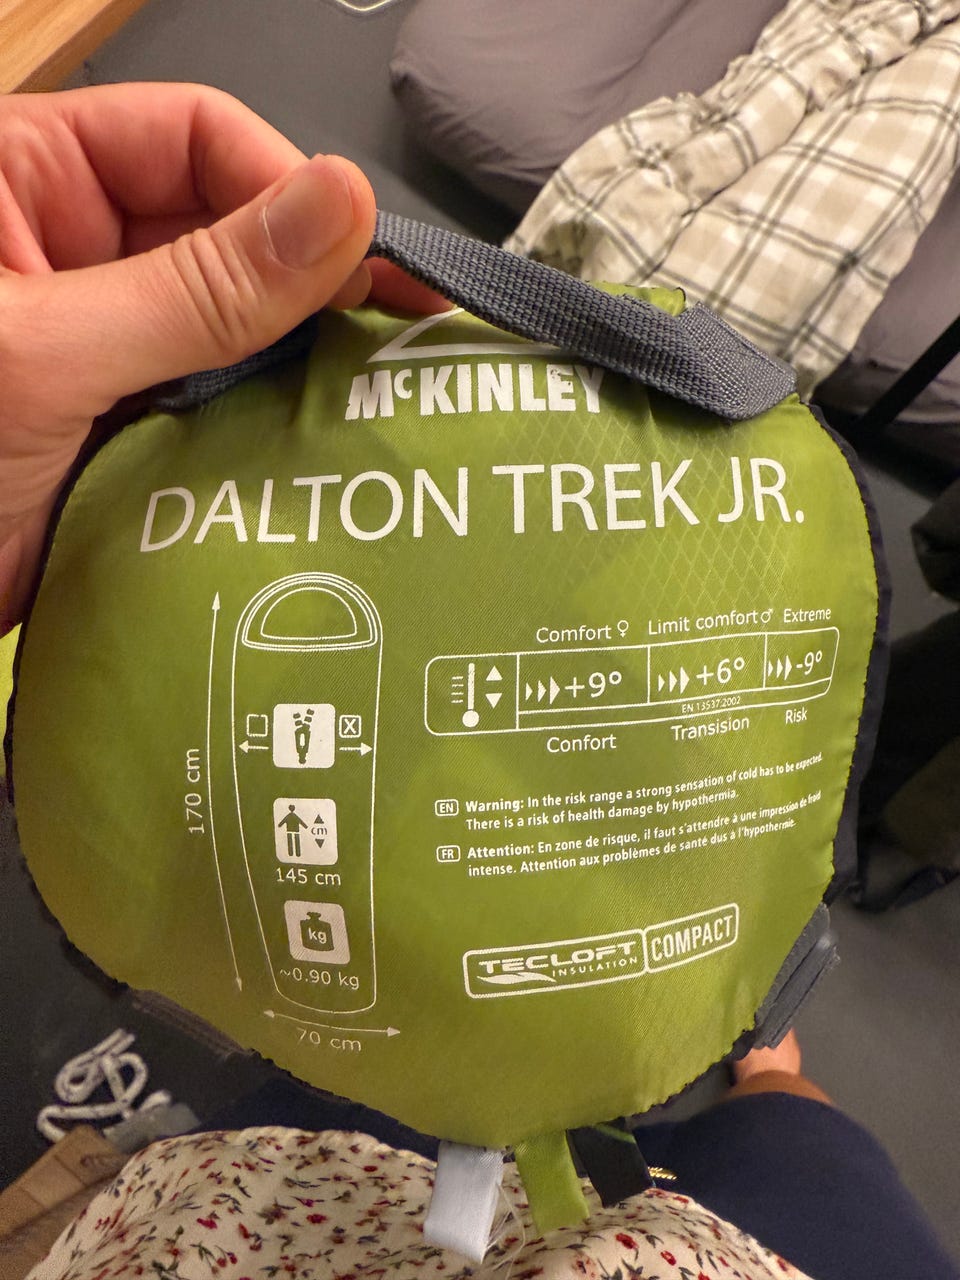 McKINLEY
DALTON TREK JR.
Comfort ♀ Limit comfort ♂ Extreme
+9° +6° -9°
EN 13537:2002
Confort Transision Risk
EN Warning: In the risk range a strong sensation of cold has to be expected.
There is a risk of health damage by hypothermia.
FR Attention: En zone de risque, il faut s'attendre à une impression de froid
intense. Attention aux problèmes de santé dus à l'hypothermie.
170 cm
X
cm
145 cm
kg
~0.90 kg
70 cm
TECLOFT
INSULATION
COMPACT